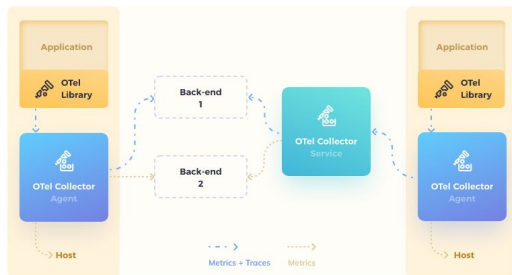 Application
OTel
Library
OTel Collector
Agent
Host
Back-end
1
Back-end
2
OTel Collector
Service
Application
OTel
Library
OTel Collector
Agent
Host
Metrics + Traces
Metrics